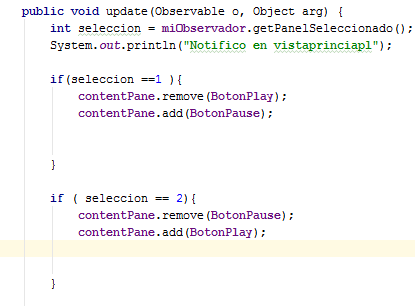 public void update(Observable o, Object arg) {
int seleccion = miObservador.getPanelSeleccionado();
System.out.println("Notifico en vistaprinciapl");
if(seleccion ==1 ){
contentPane.remove(BotonPlay);
contentPane.add(BotonPause);
}
if ( seleccion == 2){
contentPane.remove(BotonPause);
contentPane.add(BotonPlay);
}